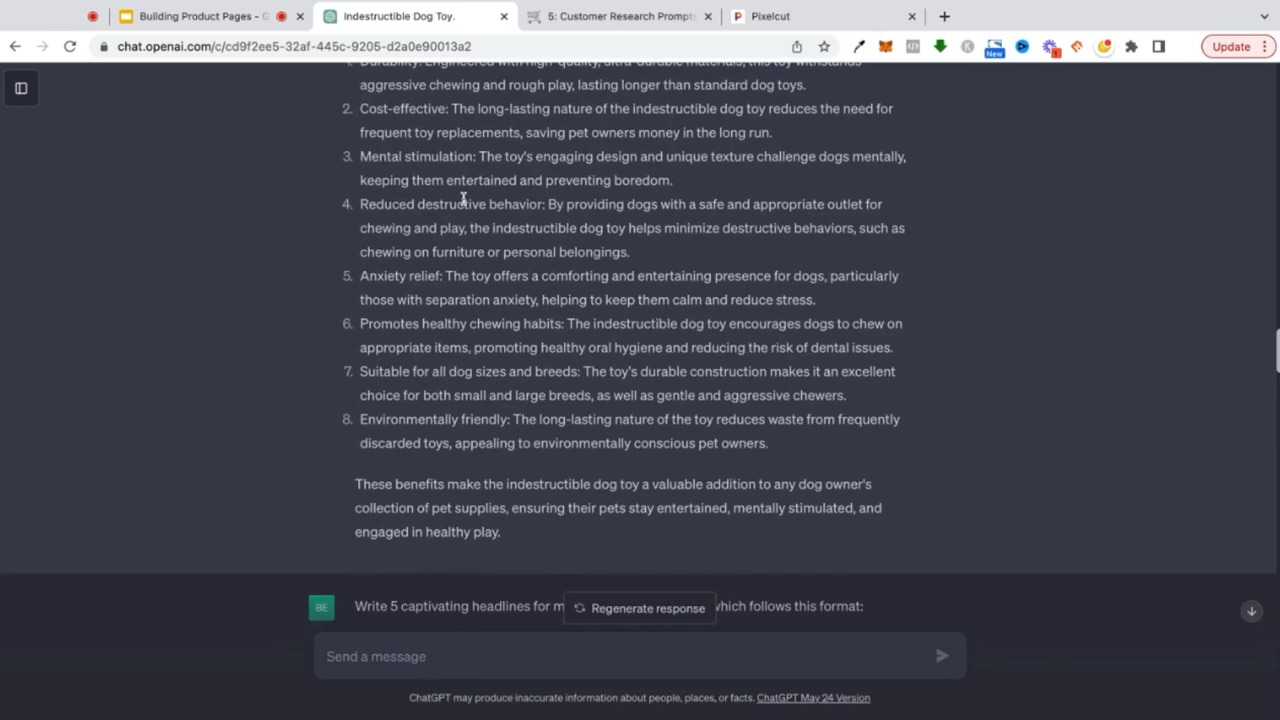 Building Product Pages - G
Indestructible Dog Toy.
5: Customer Research Prompts
Pixelcut
chat.openai.com/c/cd9f2ee5-32af-445c-9205-d2a0e90013a2
New
Update
1. Durability: Engineered with high-quality, ultra-durable materials, this toy withstands
aggressive chewing and rough play, lasting longer than standard dog toys.
2. Cost-effective: The long-lasting nature of the indestructible dog toy reduces the need for
frequent toy replacements, saving pet owners money in the long run.
3. Mental stimulation: The toy's engaging design and unique texture challenge dogs mentally,
keeping them entertained and preventing boredom.
4. Reduced destructive behavior: By providing dogs with a safe and appropriate outlet for
chewing and play, the indestructible dog toy helps minimize destructive behaviors, such as
chewing on furniture or personal belongings.
5. Anxiety relief: The toy offers a comforting and entertaining presence for dogs, particularly
those with separation anxiety, helping to keep them calm and reduce stress.
6. Promotes healthy chewing habits: The indestructible dog toy encourages dogs to chew on
appropriate items, promoting healthy oral hygiene and reducing the risk of dental issues.
7. Suitable for all dog sizes and breeds: The toy's durable construction makes it an excellent
choice for both small and large breeds, as well as gentle and aggressive chewers.
8. Environmentally friendly: The long-lasting nature of the toy reduces waste from frequently
discarded toys, appealing to environmentally conscious pet owners.
These benefits make the indestructible dog toy a valuable addition to any dog owner's
collection of pet supplies, ensuring their pets stay entertained, mentally stimulated, and
engaged in healthy play.
BE
Write 5 captivating headlines for m which follows this format:
Regenerate response
Send a message
ChatGPT may produce inaccurate information about people, places, or facts. ChatGPT May 24 Version